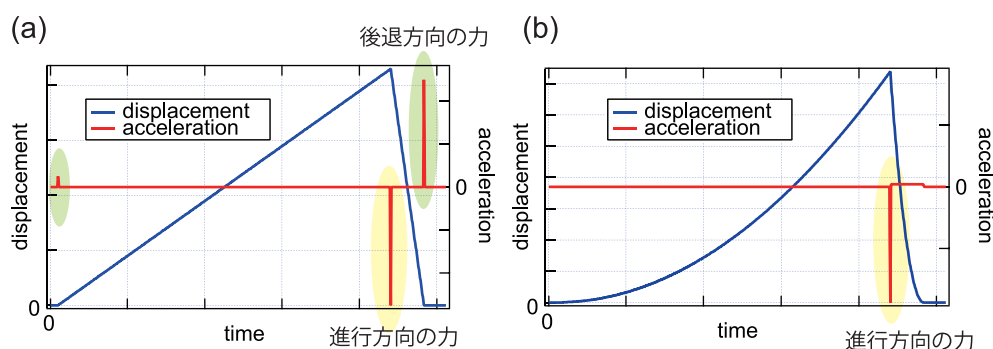 (a)
後退方向の力
displacement
acceleration
displacement
acceleration
0
0
0
time
進行方向の力
(b)
displacement
acceleration
displacement
acceleration
0
0
0
time
進行方向の力